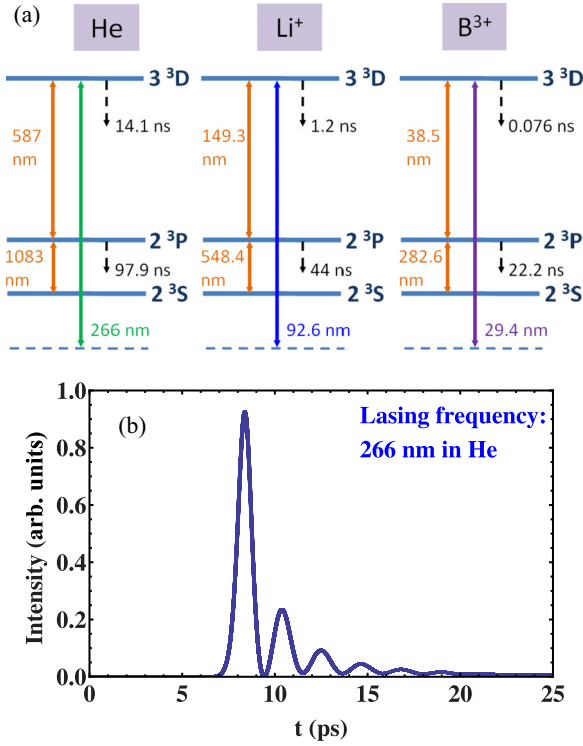 (a)
He
Li⁺
B³⁺
3 ³D
3 ³D
3 ³D
587
nm
14.1 ns
149.3
nm
1.2 ns
38.5
nm
0.076 ns
2 ³P
2 ³P
2 ³P
1083
nm
97.9 ns
548.4
nm
44 ns
282.6
nm
22.2 ns
2 ³S
2 ³S
2 ³S
266 nm
92.6 nm
29.4 nm
(b)
Lasing frequency:
266 nm in He
Intensity (arb. units)
1.0
0.8
0.6
0.4
0.2
0.0
0
5
10
15
20
25
t (ps)